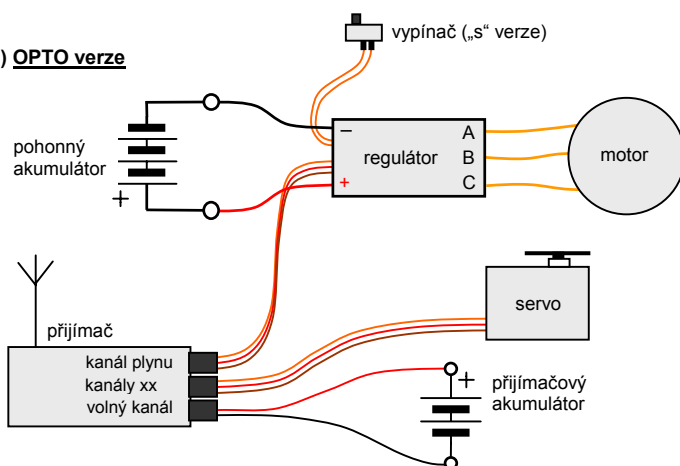 vypínač („s“ verze)
) OPTO verze
pohonný
akumulátor
+
−
+
regulátor
A
B
C
motor
servo
přijímač
kanál plynu
kanály xx
volný kanál
+
přijímačový
akumulátor